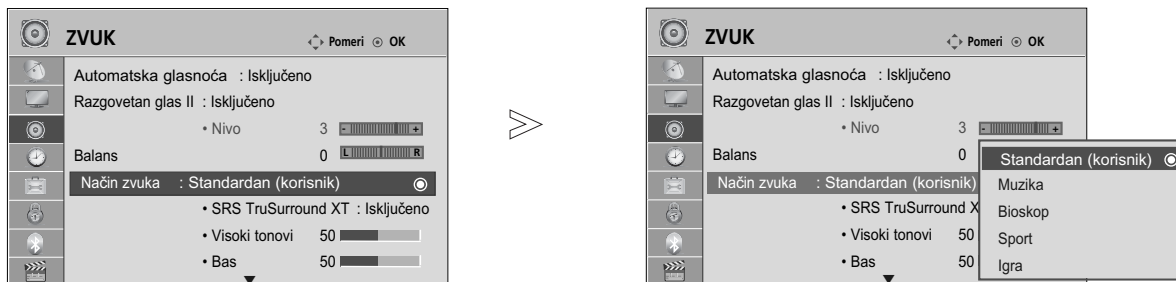 ZVUK
Pomeri OK
Automatska glasnoća : Isključeno
Razgovetan glas II : Isključeno
• Nivo 3 - +
Balans 0 L R
Način zvuka : Standardan (korisnik)
• SRS TruSurround XT : Isključeno
• Visoki tonovi 50
• Bas 50
>
ZVUK
Pomeri OK
Automatska glasnoća : Isključeno
Razgovetan glas II : Isključeno
• Nivo 3 - +
Balans 0
Način zvuka : Standardan (korisnik)
• SRS TruSurround X
• Visoki tonovi 50
• Bas 50
Standardan (korisnik)
Muzika
Bioskop
Sport
Igra